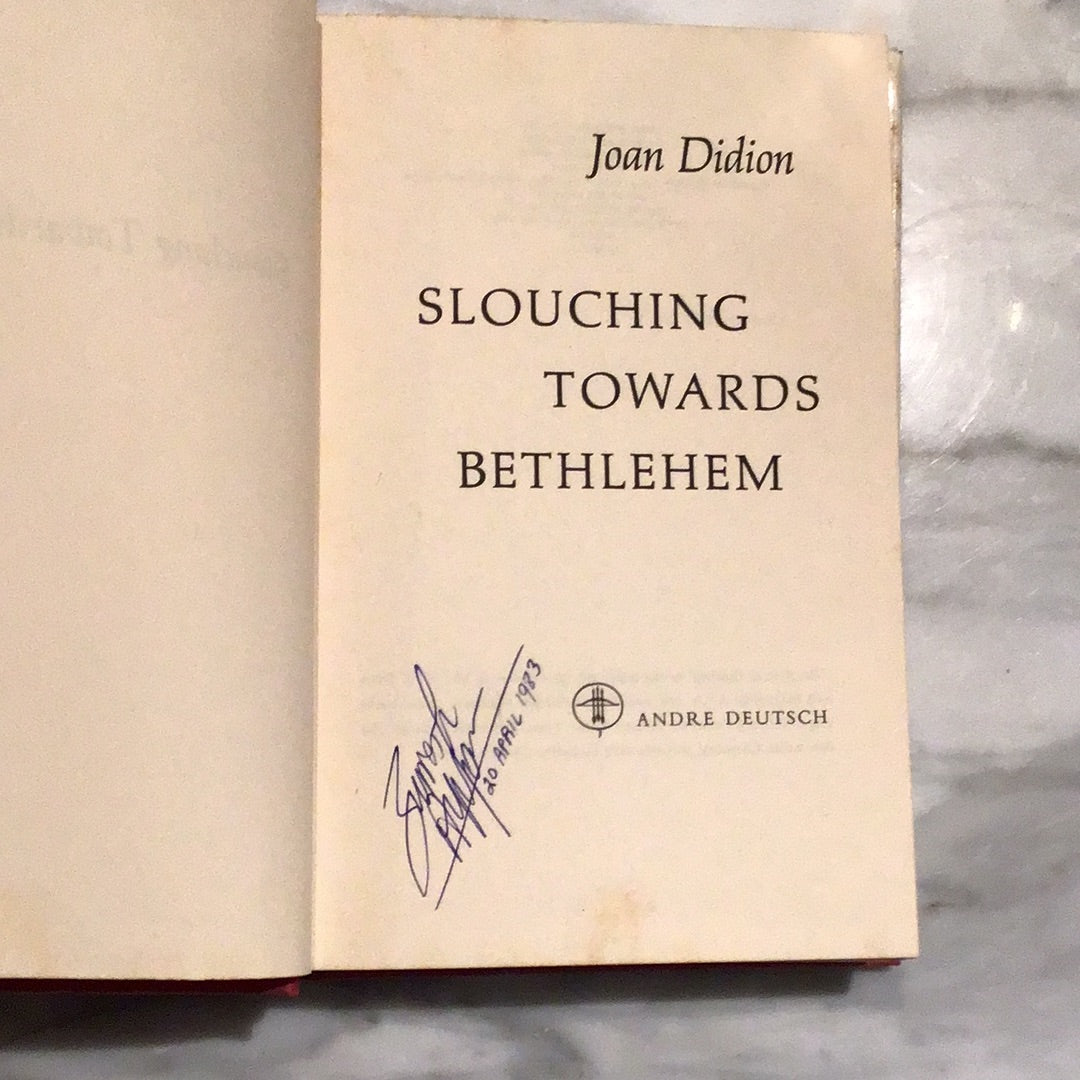 Joan Didion
SLOUCHING
TOWARDS
BETHLEHEM
ANDRE DEUTSCH
20 APRIL 1983